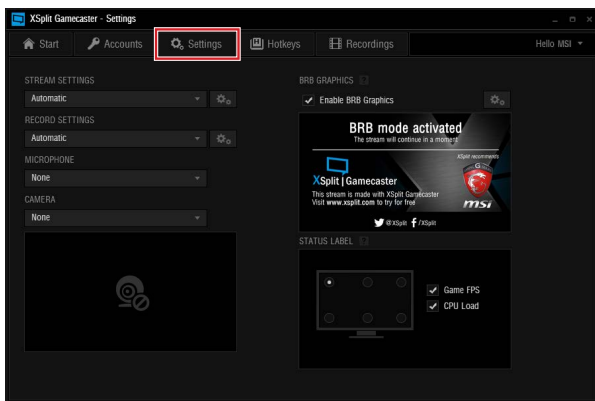 XSplit Gamecaster - Settings
Start
Accounts
Settings
Hotkeys
Recordings
Hello MSI
STREAM SETTINGS
Automatic
RECORD SETTINGS
Automatic
MICROPHONE
None
CAMERA
None
BRB GRAPHICS ?
Enable BRB Graphics
BRB mode activated
The stream will continue in a moment
XSplit recommends
XSplit | Gamecaster
This stream is made with XSplit Gamecaster
Visit www.xsplit.com to try for free
G
msi
@XSplit f /XSplit
STATUS LABEL ?
Game FPS
CPU Load